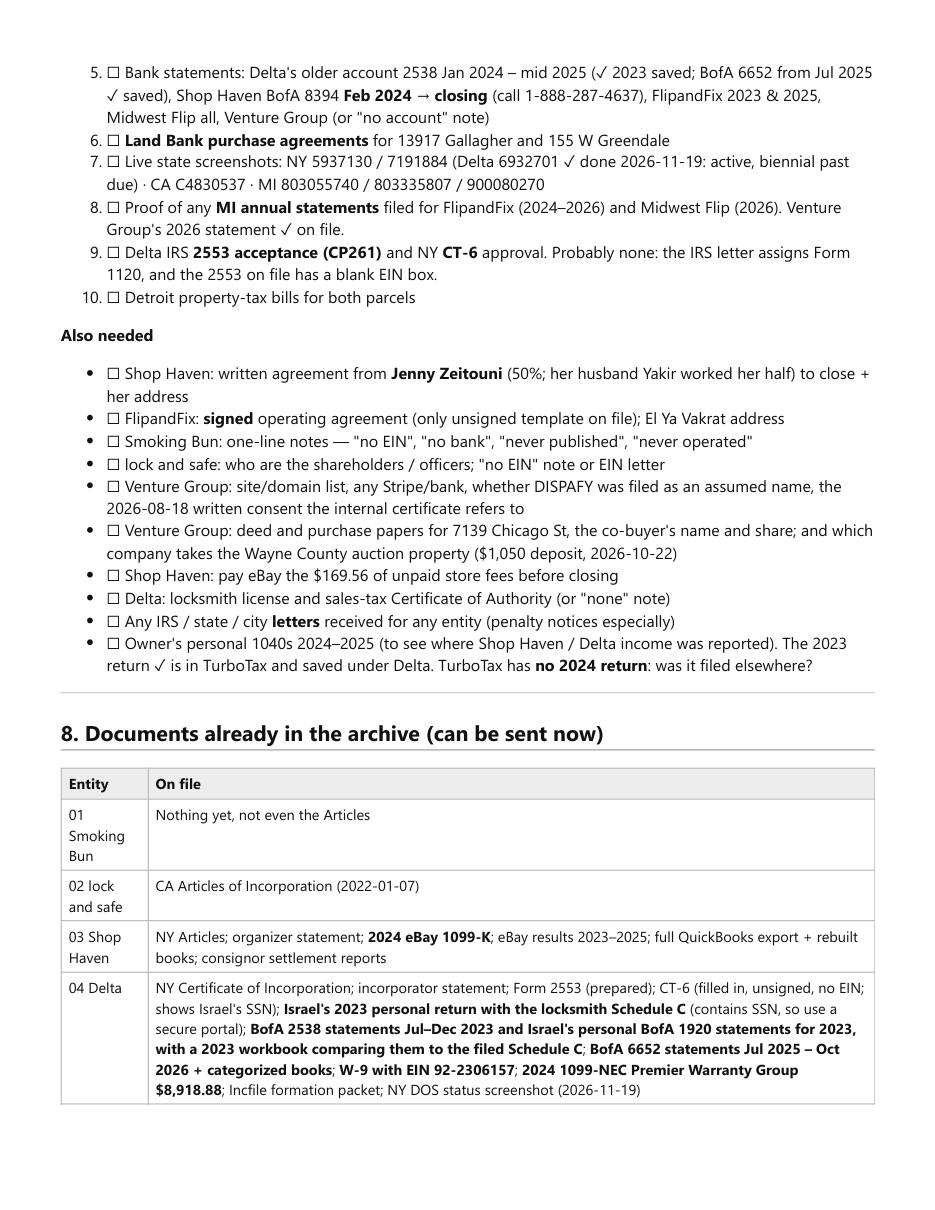 5. ☐ Bank statements: Delta's older account 2538 Jan 2024 – mid 2025 (✓ 2023 saved; BofA 6652 from Jul 2025
✓ saved), Shop Haven BofA 8394 Feb 2024 → closing (call 1-888-287-4637), FlipandFix 2023 & 2025,
Midwest Flip all, Venture Group (or "no account" note)
6. ☐ Land Bank purchase agreements for 13917 Gallagher and 155 W Greendale
7. ☐ Live state screenshots: NY 5937130 / 7191884 (Delta 6932701 ✓ done 2026-11-19: active, biennial past
due) · CA C4830537 · MI 803055740 / 803335807 / 900080270
8. ☐ Proof of any MI annual statements filed for FlipandFix (2024–2026) and Midwest Flip (2026). Venture
Group's 2026 statement ✓ on file.
9. ☐ Delta IRS 2553 acceptance (CP261) and NY CT-6 approval. Probably none: the IRS letter assigns Form
1120, and the 2553 on file has a blank EIN box.
10. ☐ Detroit property-tax bills for both parcels
Also needed
• ☐ Shop Haven: written agreement from Jenny Zeitouni (50%; her husband Yakir worked her half) to close +
her address
• ☐ FlipandFix: signed operating agreement (only unsigned template on file); El Ya Vakrat address
• ☐ Smoking Bun: one-line notes — "no EIN", "no bank", "never published", "never operated"
• ☐ lock and safe: who are the shareholders / officers; "no EIN" note or EIN letter
• ☐ Venture Group: site/domain list, any Stripe/bank, whether DISPAFY was filed as an assumed name, the
2026-08-18 written consent the internal certificate refers to
• ☐ Venture Group: deed and purchase papers for 7139 Chicago St, the co-buyer's name and share; and which
company takes the Wayne County auction property ($1,050 deposit, 2026-10-22)
• ☐ Shop Haven: pay eBay the $169.56 of unpaid store fees before closing
• ☐ Delta: locksmith license and sales-tax Certificate of Authority (or "none" note)
• ☐ Any IRS / state / city letters received for any entity (penalty notices especially)
• ☐ Owner's personal 1040s 2024–2025 (to see where Shop Haven / Delta income was reported). The 2023
return ✓ is in TurboTax and saved under Delta. TurboTax has no 2024 return: was it filed elsewhere?
8. Documents already in the archive (can be sent now)
Entity On file
01 Nothing yet, not even the Articles
Smoking
Bun
02 lock CA Articles of Incorporation (2022-01-07)
and safe
03 Shop NY Articles; organizer statement; 2024 eBay 1099-K; eBay results 2023–2025; full QuickBooks export + rebuilt
Haven books; consignor settlement reports
04 Delta NY Certificate of Incorporation; incorporator statement; Form 2553 (prepared); CT-6 (filled in, unsigned, no EIN;
shows Israel's SSN); Israel's 2023 personal return with the locksmith Schedule C (contains SSN, so use a
secure portal); BofA 2538 statements Jul–Dec 2023 and Israel's personal BofA 1920 statements for 2023,
with a 2023 workbook comparing them to the filed Schedule C; BofA 6652 statements Jul 2025 – Oct
2026 + categorized books; W-9 with EIN 92-2306157; 2024 1099-NEC Premier Warranty Group
$8,918.88; Incfile formation packet; NY DOS status screenshot (2026-11-19)